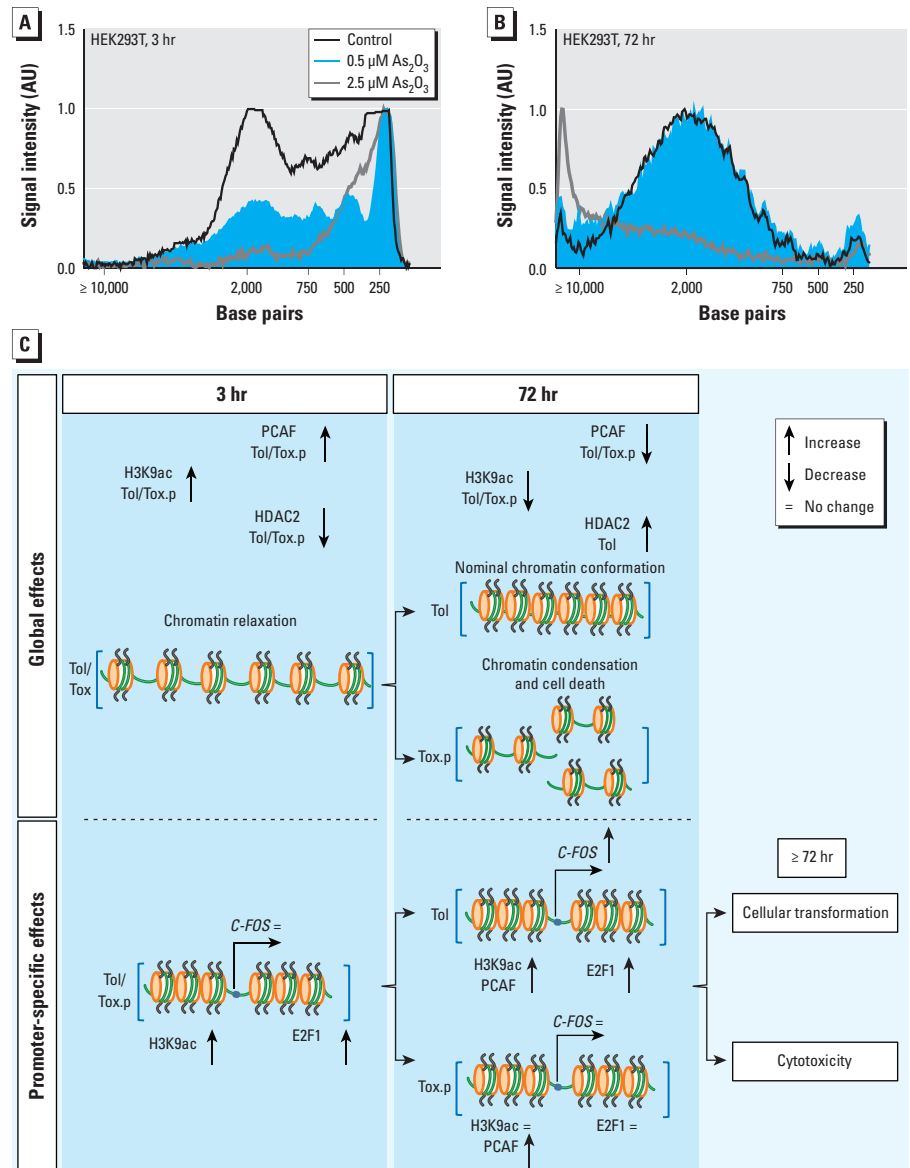 A
HEK293T, 3 hr
Control
0.5 μM As₂O₃
2.5 μM As₂O₃
Signal intensity (AU)
1.5
1.0
0.5
0.0
≥ 10,000 2,000 750 500 250
Base pairs
B
HEK293T, 72 hr
Signal intensity (AU)
1.5
1.0
0.5
0.0
≥ 10,000 2,000 750 500 250
Base pairs
C
3 hr
72 hr
Global effects
PCAF
Tol/Tox.p
H3K9ac
Tol/Tox.p
HDAC2
Tol/Tox.p
Chromatin relaxation
Tol/
Tox
PCAF
Tol/Tox.p
H3K9ac
Tol/Tox.p
HDAC2
Tol
Nominal chromatin conformation
Tol
Chromatin condensation
and cell death
Tox.p
Increase
Decrease
= No change
Promoter-specific effects
C-FOS =
Tol/
Tox.p
H3K9ac
E2F1
C-FOS
Tol
H3K9ac
PCAF
E2F1
C-FOS =
Tox.p
H3K9ac =
PCAF
E2F1 =
≥ 72 hr
Cellular transformation
Cytotoxicity